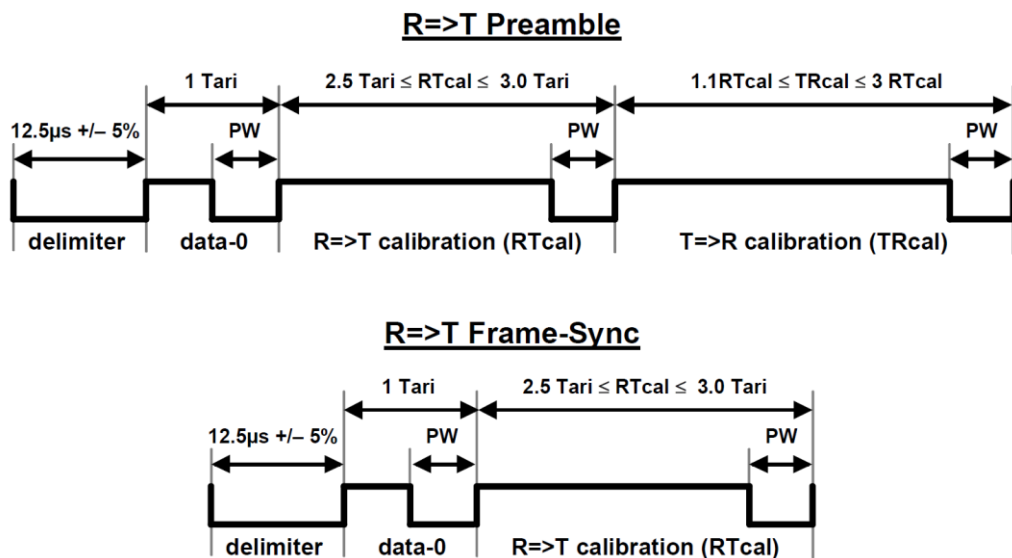 R=>T Preamble
1 Tari 2.5 Tari ≤ RTcal ≤ 3.0 Tari 1.1RTcal ≤ TRcal ≤ 3 RTcal
12.5µs +/– 5% PW PW PW
delimiter data-0 R=>T calibration (RTcal) T=>R calibration (TRcal)
R=>T Frame-Sync
1 Tari 2.5 Tari ≤ RTcal ≤ 3.0 Tari
12.5µs +/– 5% PW PW
delimiter data-0 R=>T calibration (RTcal)